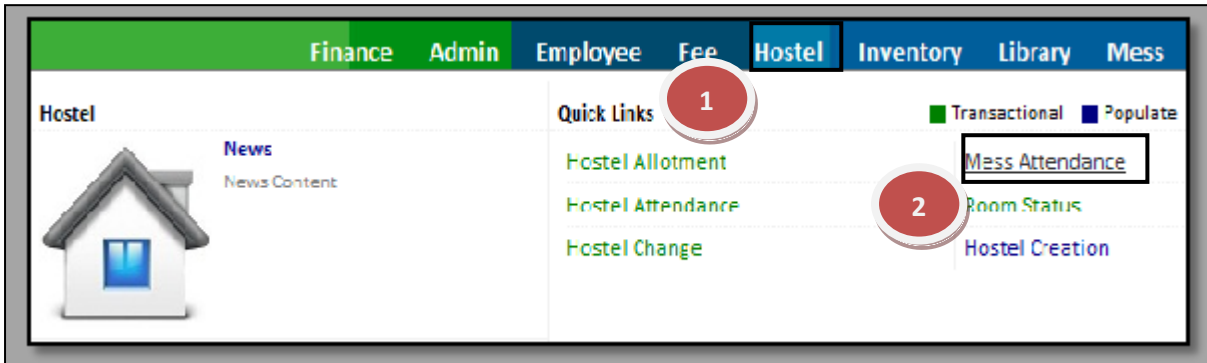 Finance Admin Employee Fee Hostel Inventory Library Mess
1
Hostel
Quick Links
Transactional Populate
News
News Content
Hostel Allotment
Mess Attendance
2
Hostel Attendance
Room Status
Hostel Change
Hostel Creation